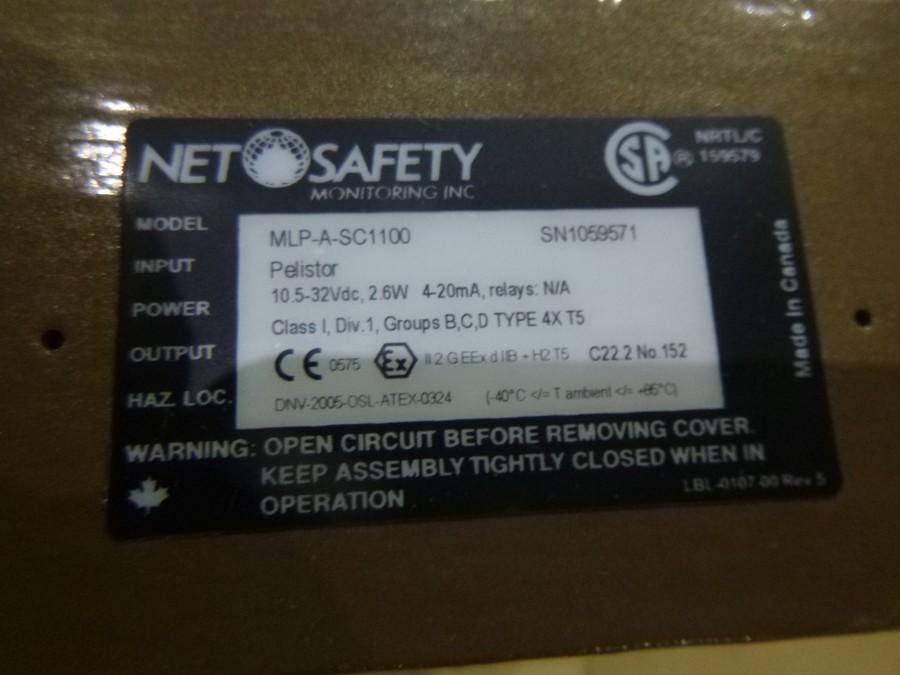 NET SAFETY
MONITORING INC
SA ® NRTL/C
159579
MODEL MLP-A-SC1100 SN1059571
INPUT Pelistor
POWER 10.5-32Vdc, 2.6W 4-20mA, relays: N/A
Class I, Div.1, Groups B,C,D TYPE 4X T5
OUTPUT CE 0575 Ex II 2 G EEx d IIB + H2 T5 C22.2 No.152
HAZ. LOC. DNV-2005-OSL-ATEX-0324 (-40°C </= T ambient </= +85°C)
Made in Canada
WARNING: OPEN CIRCUIT BEFORE REMOVING COVER.
KEEP ASSEMBLY TIGHTLY CLOSED WHEN IN
OPERATION
LBL-0107-00 Rev 5